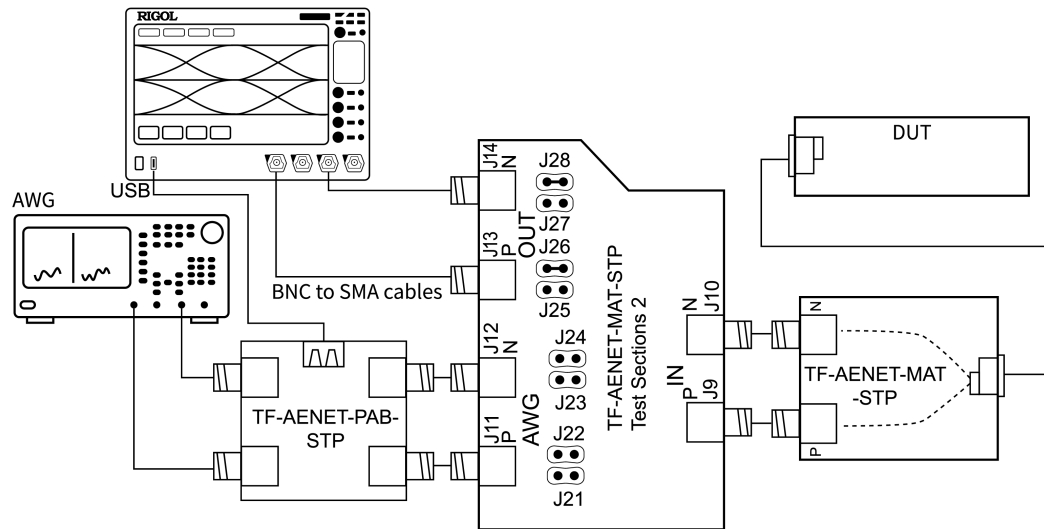 RIGOL
USB
AWG
BNC to SMA cables
TF-AENET-PAB-
STP
J14
N
J13
P
OUT
J12
N
J11
P
AWG
J28
J27
J26
J25
J24
J23
J22
J21
TF-AENET-MAT-STP
Test Sections 2
N
J10
IN
P
J9
DUT
N
TF-AENET-MAT
-STP
P